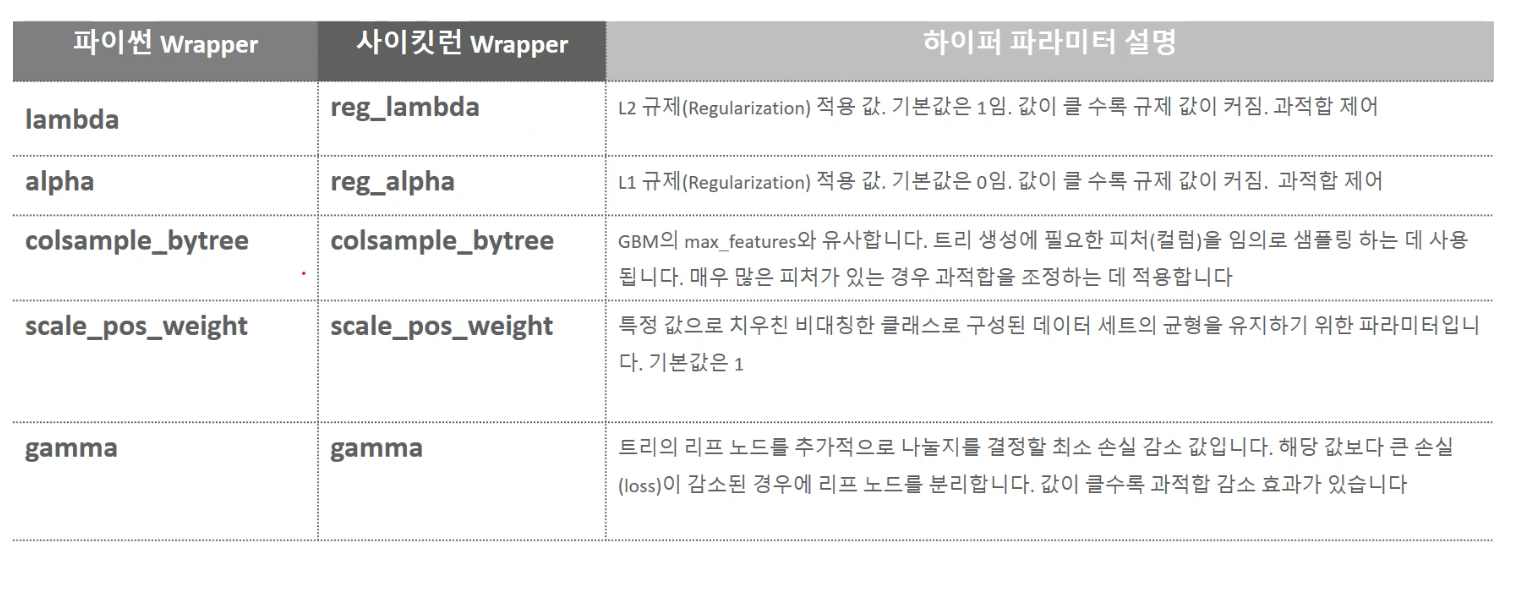 파이썬 Wrapper 사이킷런 Wrapper 하이퍼 파라미터 설명
lambda reg_lambda L2 규제(Regularization) 적용 값. 기본값은 1임. 값이 클 수록 규제 값이 커짐. 과적합 제어
alpha reg_alpha L1 규제(Regularization) 적용 값. 기본값은 0임. 값이 클 수록 규제 값이 커짐. 과적합 제어
colsample_bytree colsample_bytree GBM의 max_features와 유사합니다. 트리 생성에 필요한 피처(컬럼)을 임의로 샘플링 하는 데 사용
됩니다. 매우 많은 피처가 있는 경우 과적합을 조정하는 데 적용합니다
scale_pos_weight scale_pos_weight 특정 값으로 치우친 비대칭한 클래스로 구성된 데이터 세트의 균형을 유지하기 위한 파라미터입니
다. 기본값은 1
gamma gamma 트리의 리프 노드를 추가적으로 나눌지를 결정할 최소 손실 감소 값입니다. 해당 값보다 큰 손실
(loss)이 감소된 경우에 리프 노드를 분리합니다. 값이 클수록 과적합 감소 효과가 있습니다